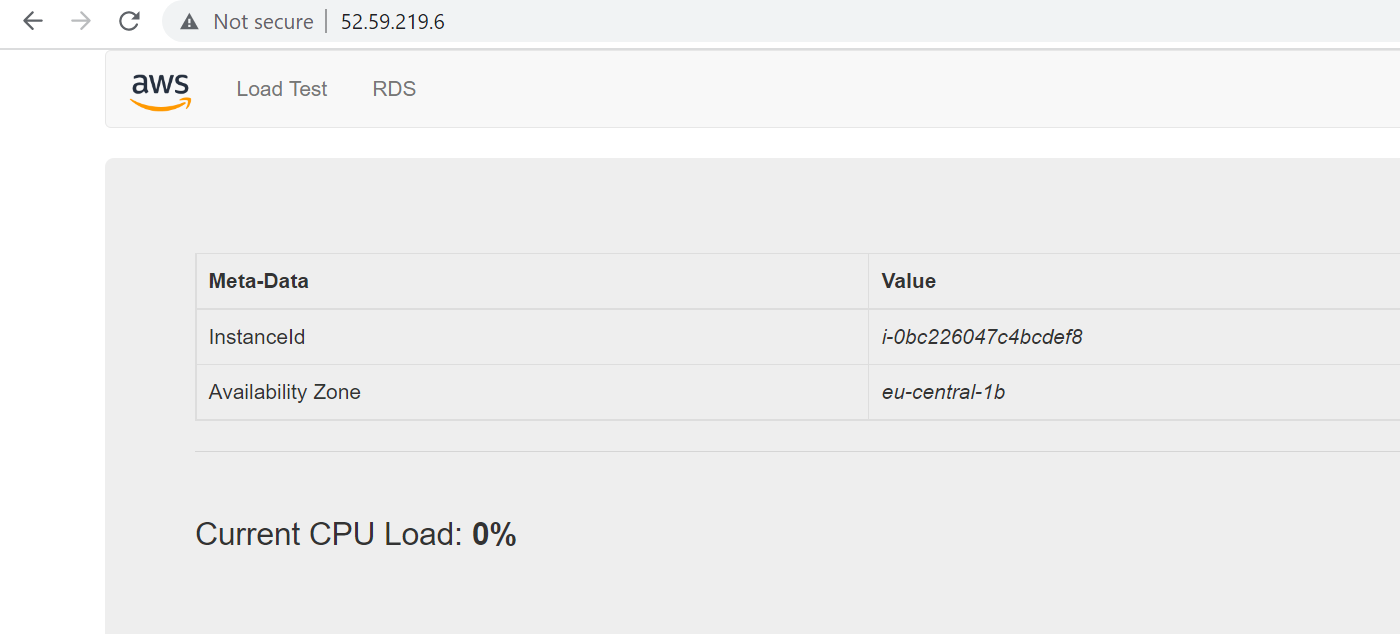 Not secure | 52.59.219.6
aws Load Test RDS
Meta-Data Value
InstanceId i-0bc226047c4bcdef8
Availability Zone eu-central-1b
Current CPU Load: 0%